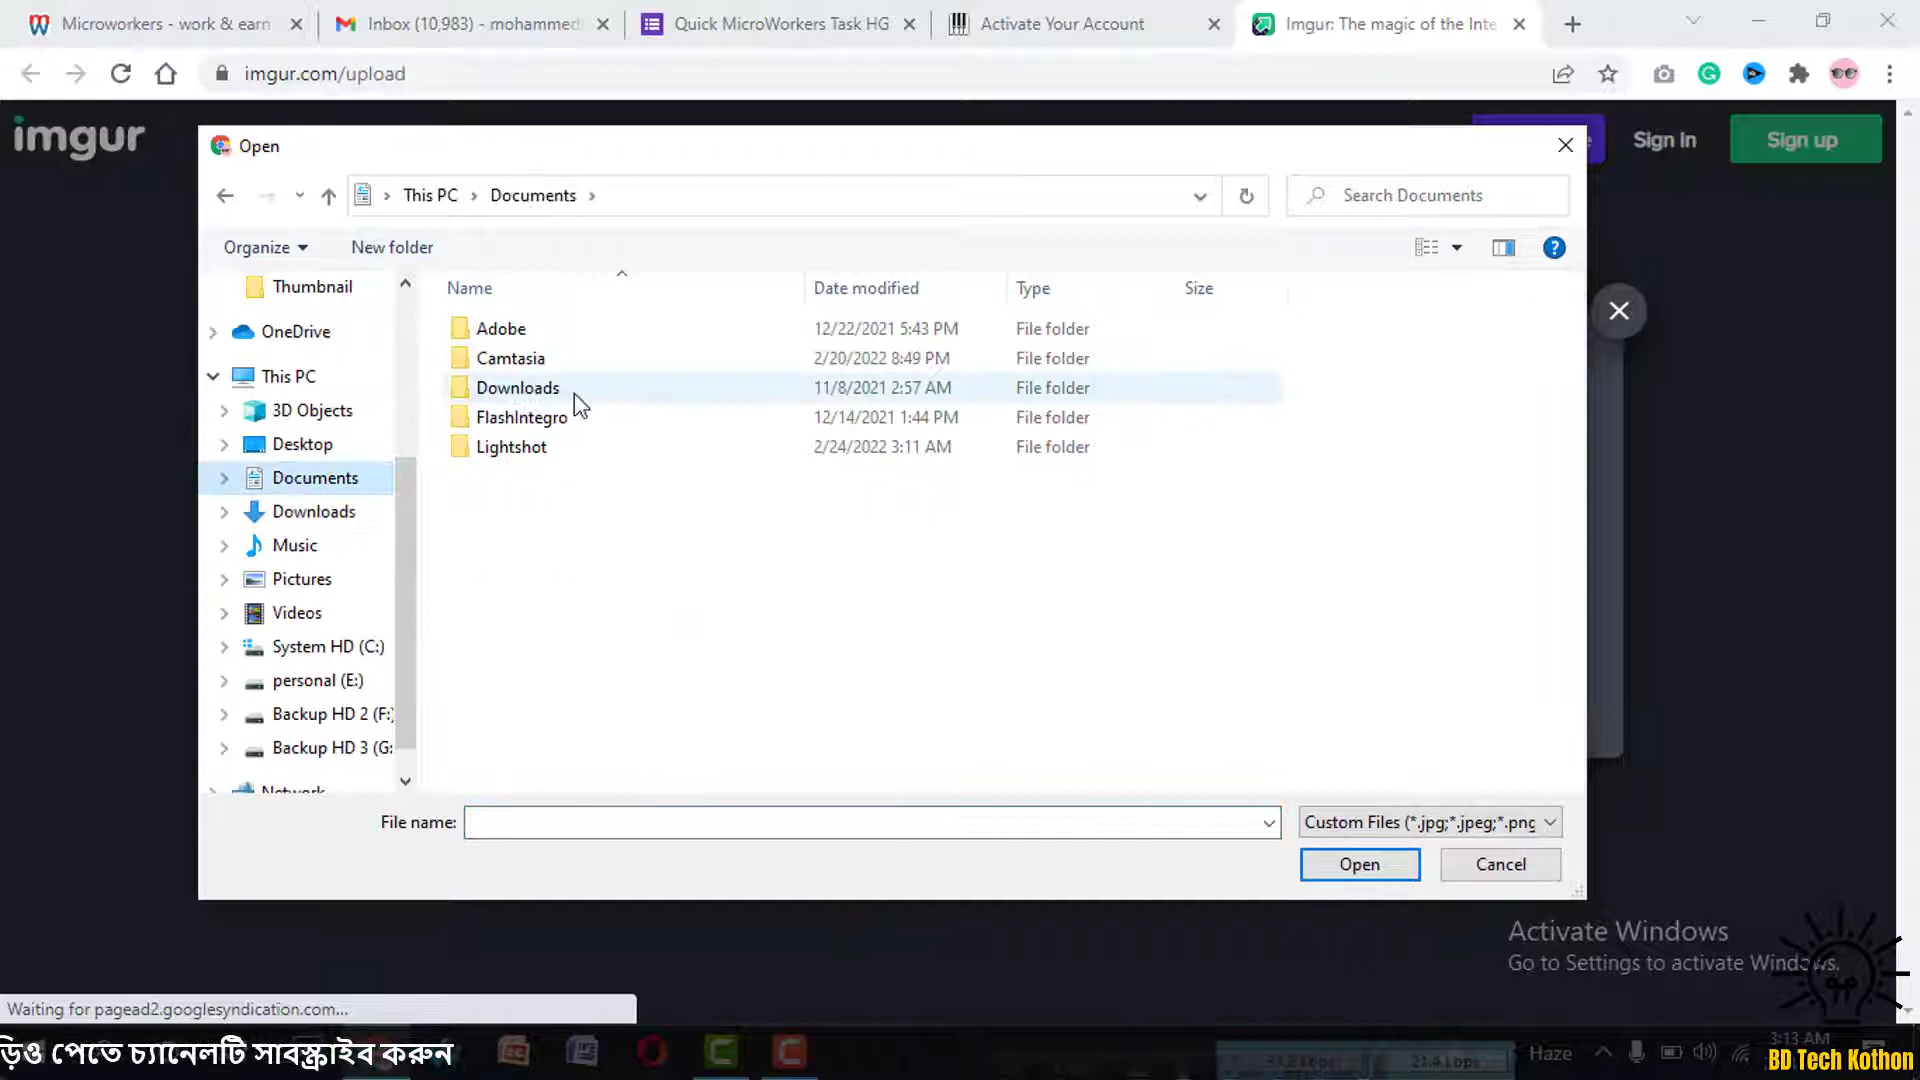 Microworkers - work & earn
Inbox (10,983) - mohammed
Quick MicroWorkers Task HG
Activate Your Account
Imgur: The magic of the Inte
imgur.com/upload
imgur
Sign in
Sign up
Open
This PC
Documents
Search Documents
Organize
New folder
Name
Date modified
Type
Size
Thumbnail
OneDrive
This PC
3D Objects
Desktop
Documents
Downloads
Music
Pictures
Videos
System HD (C:)
personal (E:)
Backup HD 2 (F:)
Backup HD 3 (G:
Network
Adobe 12/22/2021 5:43 PM File folder
Camtasia 2/20/2022 8:49 PM File folder
Downloads 11/8/2021 2:57 AM File folder
FlashIntegro 12/14/2021 1:44 PM File folder
Lightshot 2/24/2022 3:11 AM File folder
File name:
Custom Files (*.jpg;*.jpeg;*.png
Open
Cancel
Activate Windows
Go to Settings to activate Windows.
Waiting for pagead2.googlesyndication.com...
ড়িও পেতে চ্যানেলটি সাবস্ক্রাইব করুন
Haze
3:13 AM
BD Tech Kothon